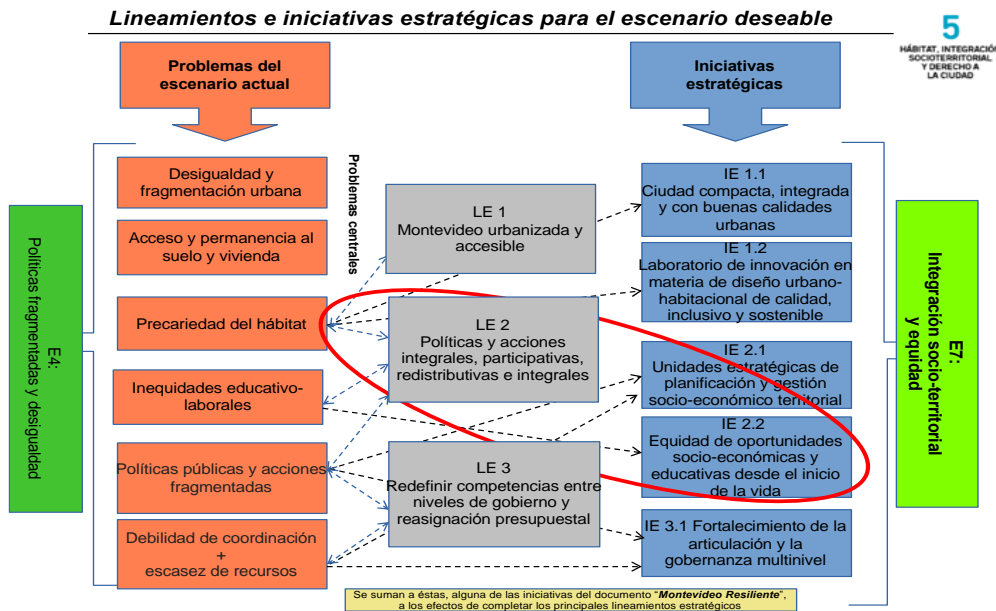 Lineamientos e iniciativas estratégicas para el escenario deseable
5
HÁBITAT, INTEGRACIÓN
SOCIOTERRITORIAL
Y DERECHO A
LA CIUDAD
Problemas del
escenario actual
Iniciativas
estratégicas
E4:
Políticas fragmentadas y desigualdad
Desigualdad y
fragmentación urbana
Acceso y permanencia al
suelo y vivienda
Precariedad del hábitat
Inequidades educativo-
laborales
Políticas públicas y acciones
fragmentadas
Debilidad de coordinación
+
escasez de recursos
Problemas centrales
LE 1
Montevideo urbanizada y
accesible
LE 2
Políticas y acciones
integrales, participativas,
redistributivas e integrales
LE 3
Redefinir competencias entre
niveles de gobierno y
reasignación presupuestal
IE 1.1
Ciudad compacta, integrada
y con buenas calidades
urbanas
IE 1.2
Laboratorio de innovación en
materia de diseño urbano-
habitacional de calidad,
inclusivo y sostenible
IE 2.1
Unidades estratégicas de
planificación y gestión
socio-económico territorial
IE 2.2
Equidad de oportunidades
socio-económicas y
educativas desde el inicio
de la vida
IE 3.1 Fortalecimiento de la
articulación y la
gobernanza multinivel
E7:
Integración socio-territorial
y equidad
Se suman a éstas, alguna de las iniciativas del documento “Montevideo Resiliente”,
a los efectos de completar los principales lineamientos estratégicos